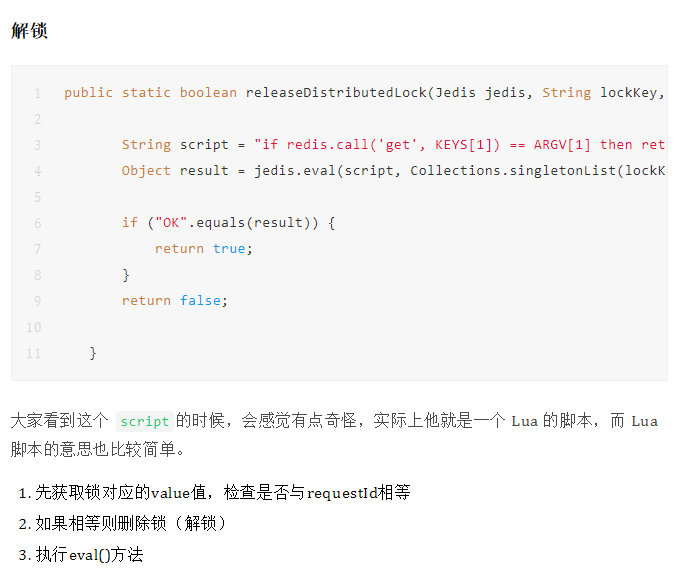 解锁
1 public static boolean releaseDistributedLock(Jedis jedis, String lockKey,
2
3 String script = "if redis.call('get', KEYS[1]) == ARGV[1] then ret
4 Object result = jedis.eval(script, Collections.singletonList(lockK
5
6 if ("OK".equals(result)) {
7 return true;
8 }
9 return false;
10
11 }
大家看到这个 script 的时候，会感觉有点奇怪，实际上他就是一个 Lua 的脚本，而 Lua
脚本的意思也比较简单。
1. 先获取锁对应的value值，检查是否与requestId相等
2. 如果相等则删除锁（解锁）
3. 执行eval()方法